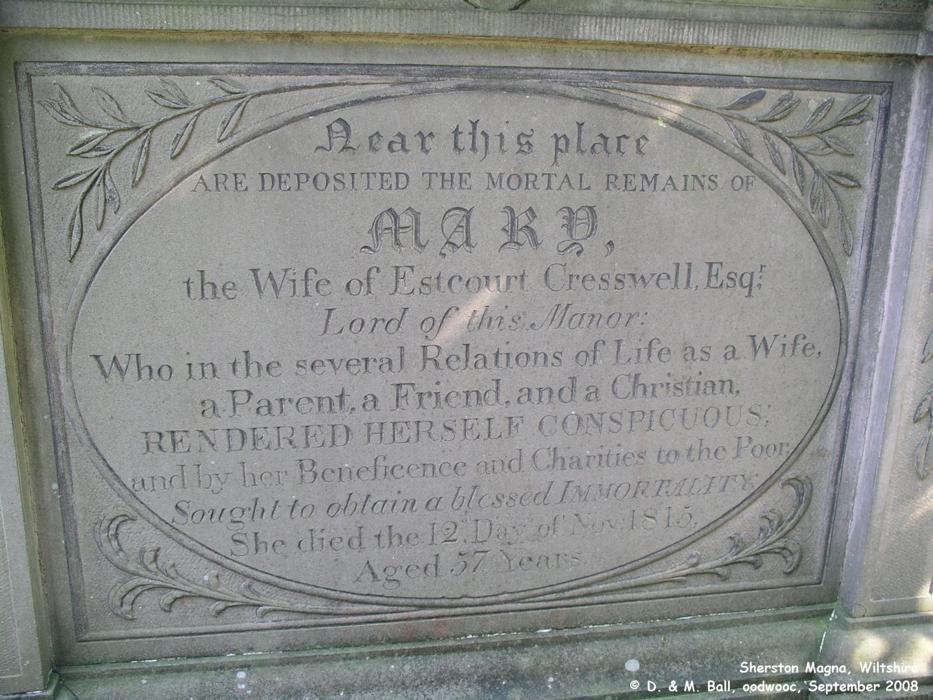 Near this place
ARE DEPOSITED THE MORTAL REMAINS OF
MARY,
the Wife of Estcourt Cresswell, Esqr.
Lord of this Manor:
Who in the several Relations of Life as a Wife,
a Parent, a Friend, and a Christian,
RENDERED HERSELF CONSPICUOUS;
and by her Beneficence and Charities to the Poor
Sought to obtain a blessed IMMORTALITY.
She died the 12th Day of Nov. 1815,
Aged 57 Years.
Sherston Magna, Wiltshire
© D. & M. Ball, oodwooc, September 2008